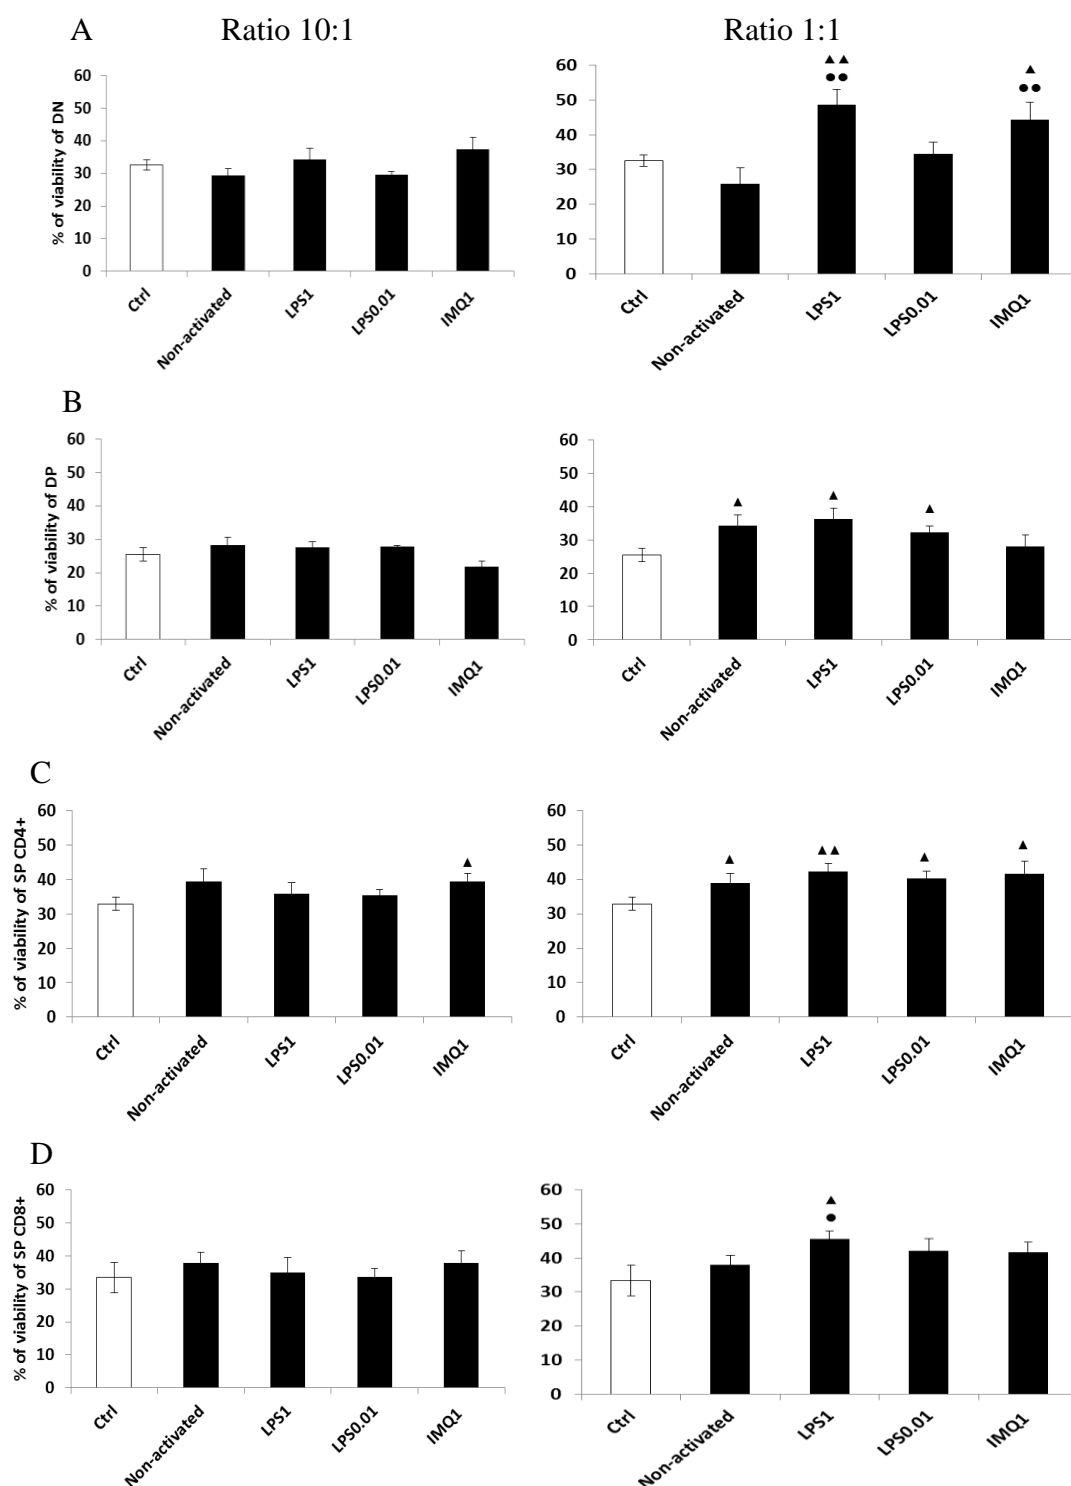 A Ratio 10:1 Ratio 1:1
% of viability of DN
60
50
40
30
20
10
0
Ctrl
Non-activated
LPS1
LPS0.01
IMQ1
60
50
40
30
20
10
0
Ctrl
Non-activated
LPS1
LPS0.01
IMQ1
B
% of viability of DP
60
50
40
30
20
10
0
Ctrl
Non-activated
LPS1
LPS0.01
IMQ1
60
50
40
30
20
10
0
Ctrl
Non-activated
LPS1
LPS0.01
IMQ1
C
% of viability of SP CD4+
60
50
40
30
20
10
0
Ctrl
Non-activated
LPS1
LPS0.01
IMQ1
60
50
40
30
20
10
0
Ctrl
Non-activated
LPS1
LPS0.01
IMQ1
D
% of viability of SP CD8+
60
50
40
30
20
10
0
Ctrl
Non-activated
LPS1
LPS0.01
IMQ1
60
50
40
30
20
10
0
Ctrl
Non-activated
LPS1
LPS0.01
IMQ1